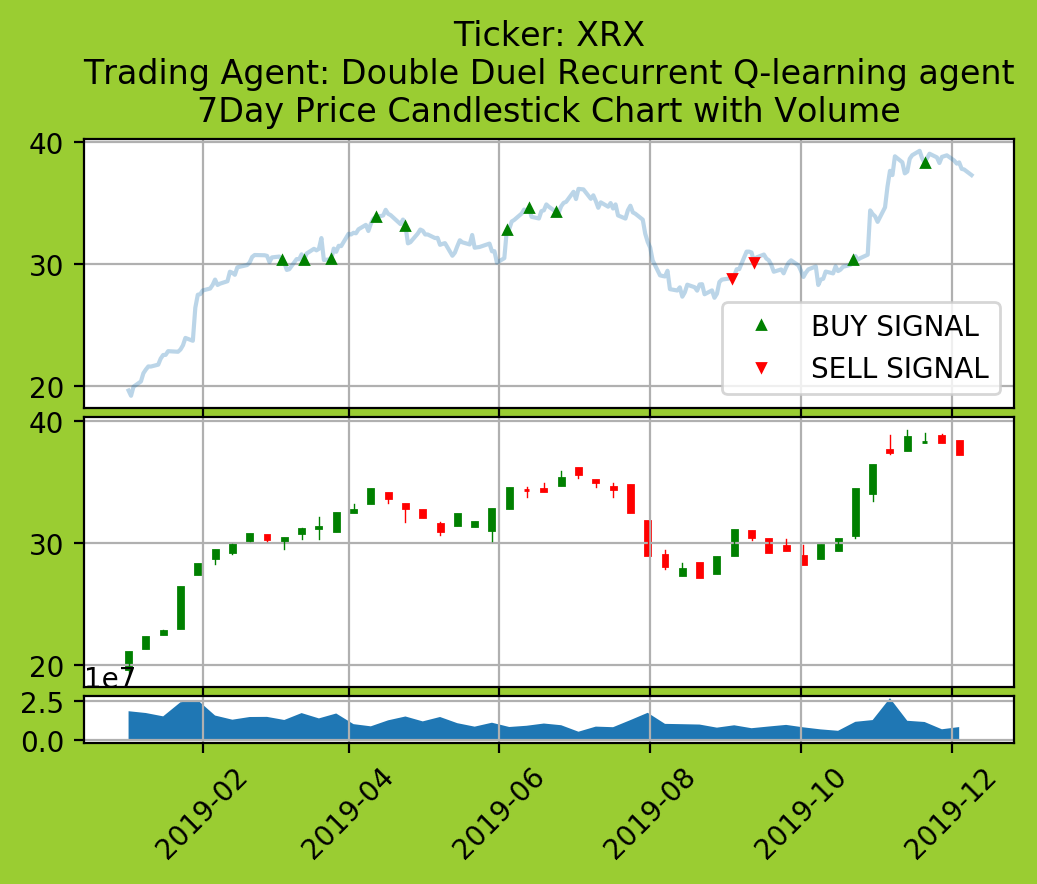 Ticker: XRX
Trading Agent: Double Duel Recurrent Q-learning agent
7Day Price Candlestick Chart with Volume
40
30
20
BUY SIGNAL
SELL SIGNAL
40
30
20
1e7
2.5
0.0
2019-02
2019-04
2019-06
2019-08
2019-10
2019-12